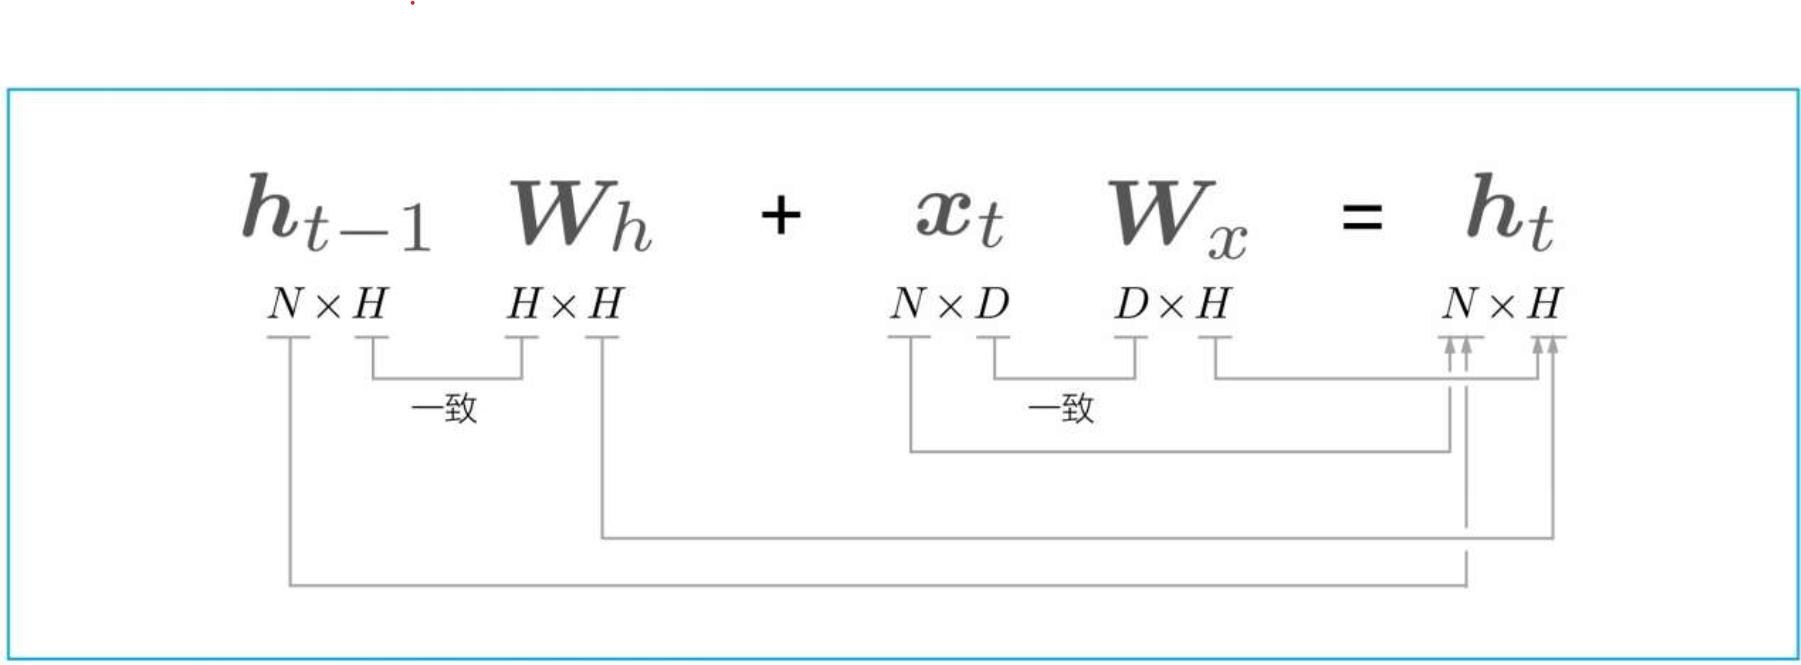 h_{t-1} W_h + x_t W_x = h_t
N × H H × H N × D D × H N × H
一致 一致